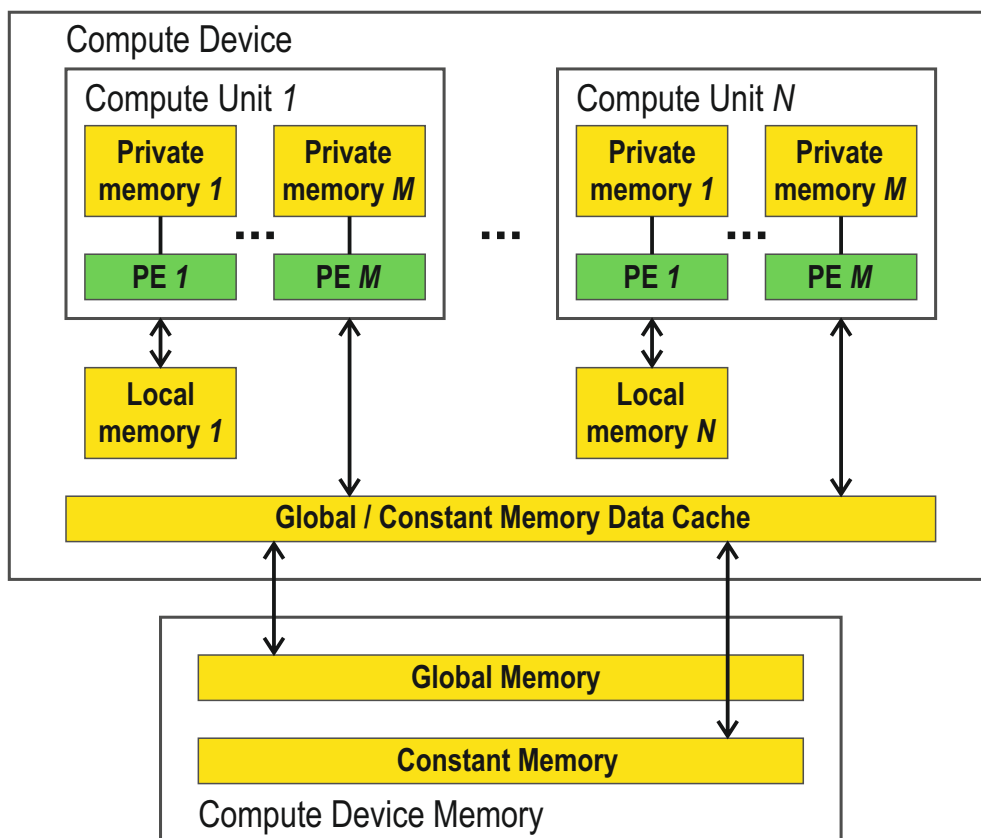 Compute Device
Compute Unit 1
Private
memory 1
Private
memory M
...
PE 1
PE M
...
Compute Unit N
Private
memory 1
Private
memory M
...
PE 1
PE M
Local
memory 1
Local
memory N
Global / Constant Memory Data Cache
Global Memory
Constant Memory
Compute Device Memory